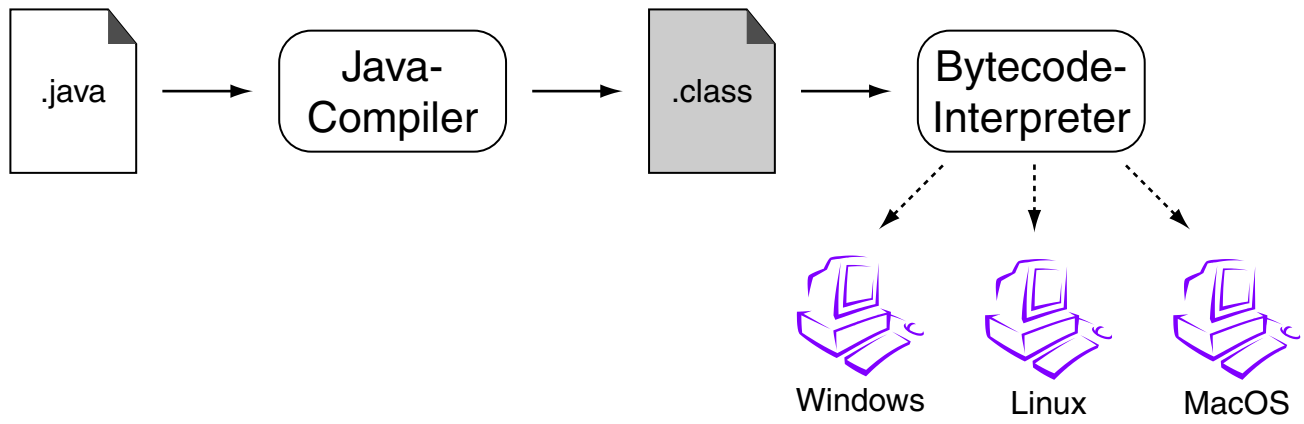 .java
Java-
Compiler
.class
Bytecode-
Interpreter
Windows
Linux
MacOS